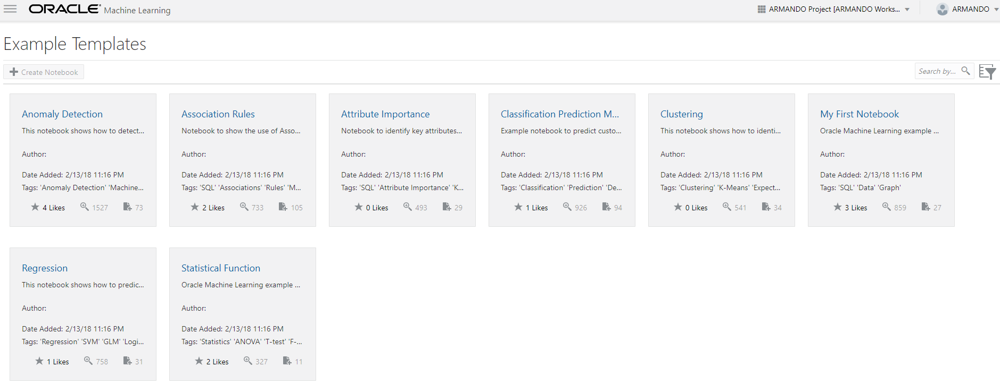 ORACLE® Machine Learning
ARMANDO Project [ARMANDO Works...
ARMANDO
Example Templates
Create Notebook
Search by...
Anomaly Detection
This notebook shows how to detect...
Author:
Date Added: 2/13/18 11:16 PM
Tags: 'Anomaly Detection' 'Machine...
4 Likes 1527 73
Association Rules
Notebook to show the use of Asso...
Author:
Date Added: 2/13/18 11:16 PM
Tags: 'SQL' 'Associations' 'Rules' 'M...
2 Likes 733 105
Attribute Importance
Notebook to identify key attributes...
Author:
Date Added: 2/13/18 11:16 PM
Tags: 'SQL' 'Attribute Importance' 'K...
0 Likes 493 29
Classification Prediction M...
Example notebook to predict custo...
Author:
Date Added: 2/13/18 11:16 PM
Tags: 'Classification' 'Prediction' 'De...
1 Likes 926 94
Clustering
This notebook shows how to identi...
Author:
Date Added: 2/13/18 11:16 PM
Tags: 'Clustering' 'K-Means' 'Expect...
0 Likes 541 34
My First Notebook
Oracle Machine Learning example ...
Author:
Date Added: 2/13/18 11:16 PM
Tags: 'SQL' 'Data' 'Graph'
3 Likes 859 27
Regression
This notebook shows how to predic...
Author:
Date Added: 2/13/18 11:16 PM
Tags: 'Regression' 'SVM' 'GLM' 'Logi...
1 Likes 758 31
Statistical Function
Oracle Machine Learning example ...
Author:
Date Added: 2/13/18 11:16 PM
Tags: 'Statistics' 'ANOVA' 'T-test' 'F-...
2 Likes 327 11